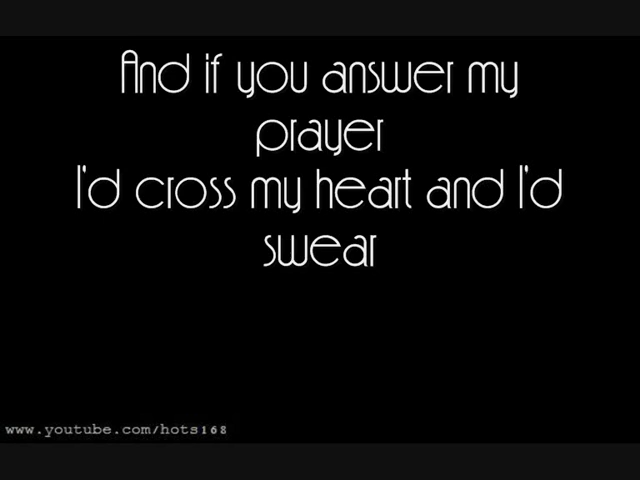 And if you answer my
prayer
I'd cross my heart and I'd
swear
www.youtube.com/hots168